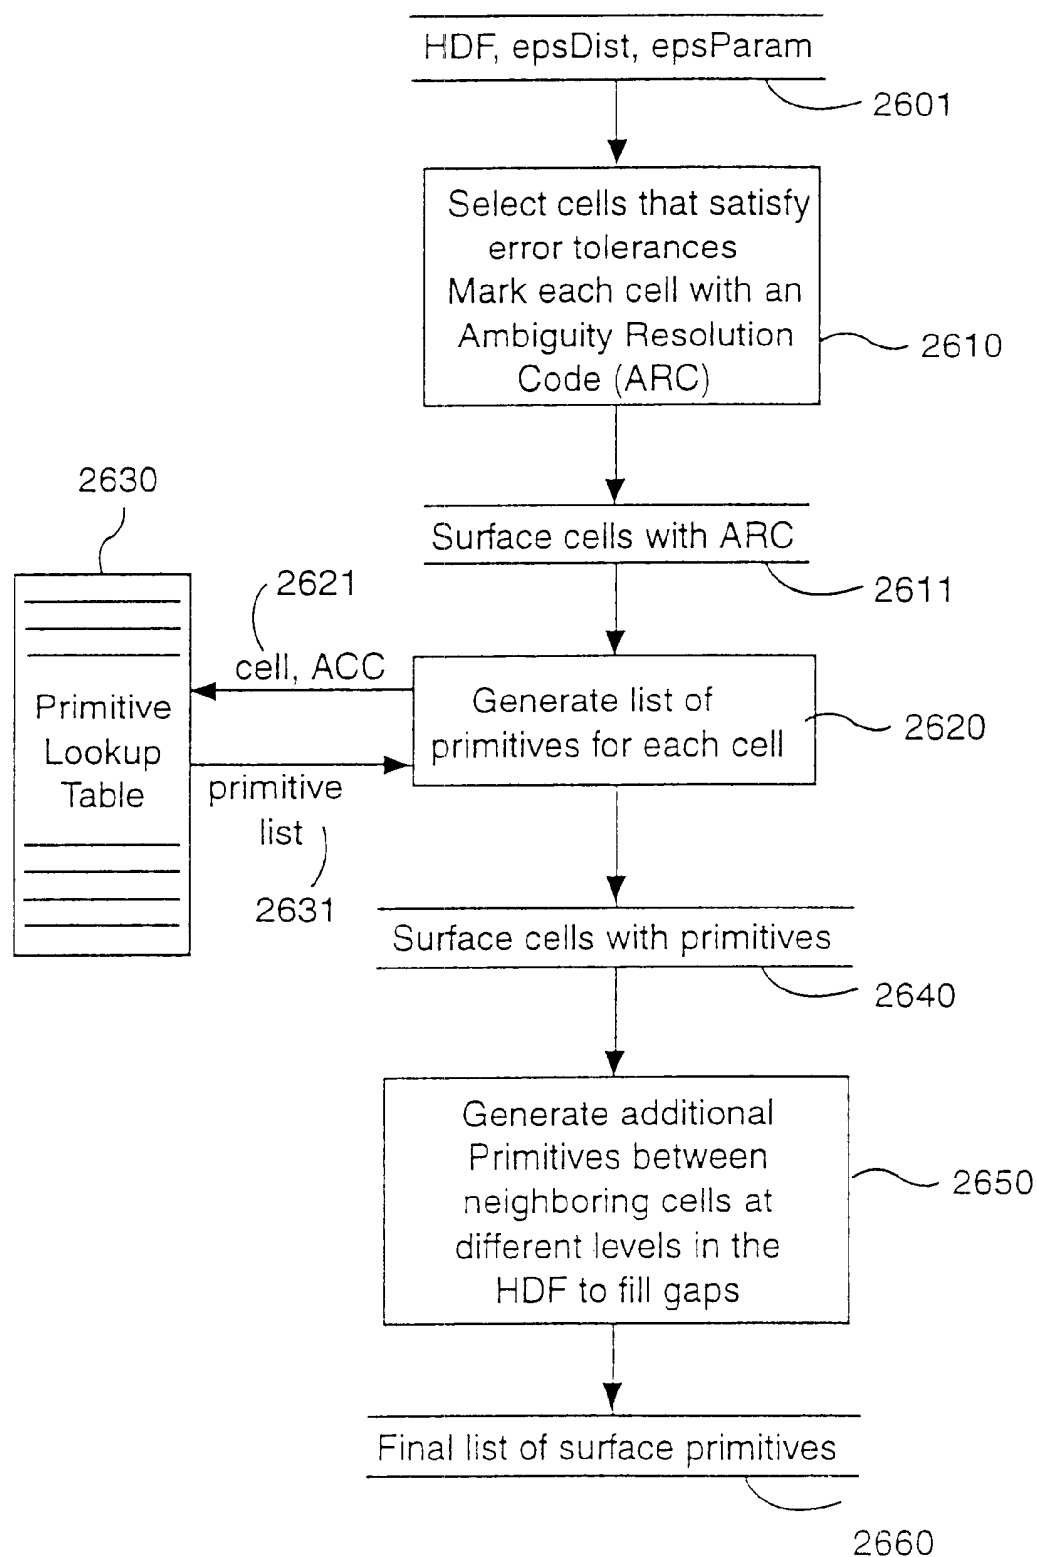 HDF, epsDist, epsParam
2601
Select cells that satisfy
error tolerances
Mark each cell with an
Ambiguity Resolution
Code (ARC)
2610
2630
Surface cells with ARC
2611
2621
cell, ACC
Primitive
Lookup
Table
Generate list of
primitives for each cell
2620
primitive
list
2631
Surface cells with primitives
2640
Generate additional
Primitives between
neighboring cells at
different levels in the
HDF to fill gaps
2650
Final list of surface primitives
2660